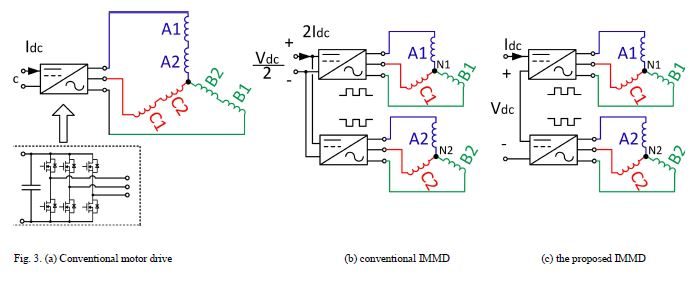 Idc
C
A1
A2
B2
B1
C2
C1
2Idc
+
Vdc
2
-
A1
N1
B1
C1
A2
N2
B2
C2
Idc
+
Vdc
-
A1
N1
B1
C1
A2
N2
B2
C2
Fig. 3. (a) Conventional motor drive
(b) conventional IMMD
(c) the proposed IMMD